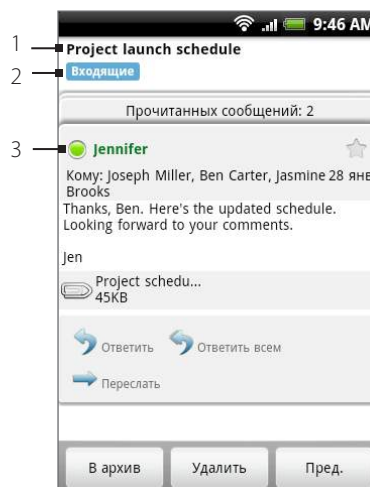 9:46 AM
1
Project launch schedule
2
Входящие
Прочитанных сообщений: 2
3
Jennifer
Кому: Joseph Miller, Ben Carter, Jasmine 28 янв
Brooks
Thanks, Ben. Here's the updated schedule.
Looking forward to your comments.
Jen
Project schedu...
45KB
Ответить Ответить всем
Переслать
В архив Удалить Пред.